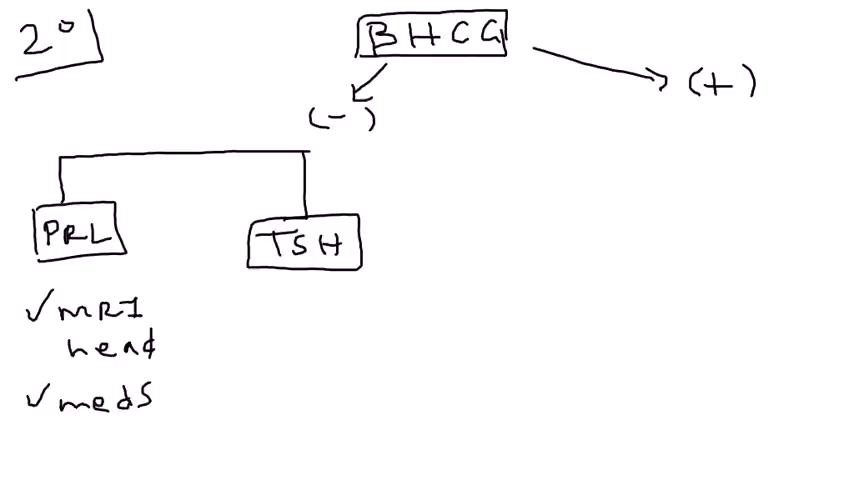 2°
BHCG
(-)
(+)
PRL
TSH
✓ MRI
head
✓ meds